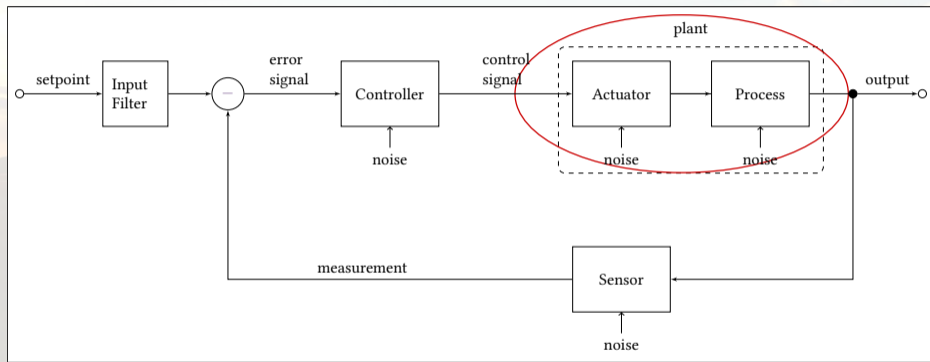 plant
error
signal
control
signal
setpoint
Input
Filter
−
Controller
Actuator
Process
output
noise
noise
noise
measurement
Sensor
noise